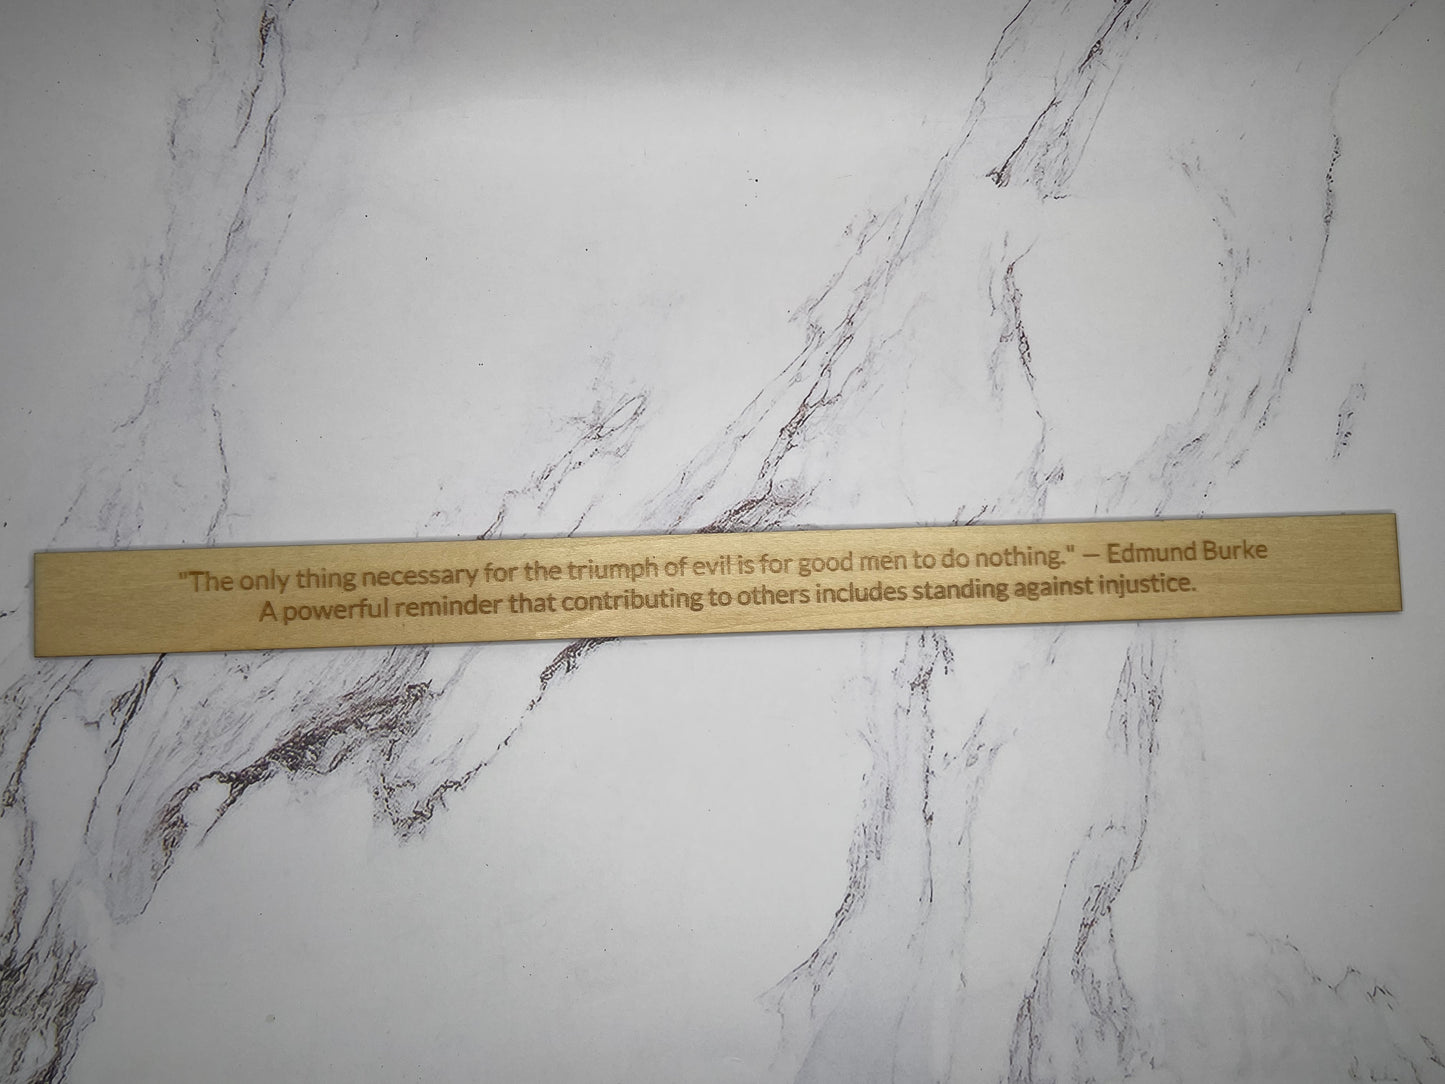 "The only thing necessary for the triumph of evil is for good men to do nothing." — Edmund Burke
A powerful reminder that contributing to others includes standing against injustice.